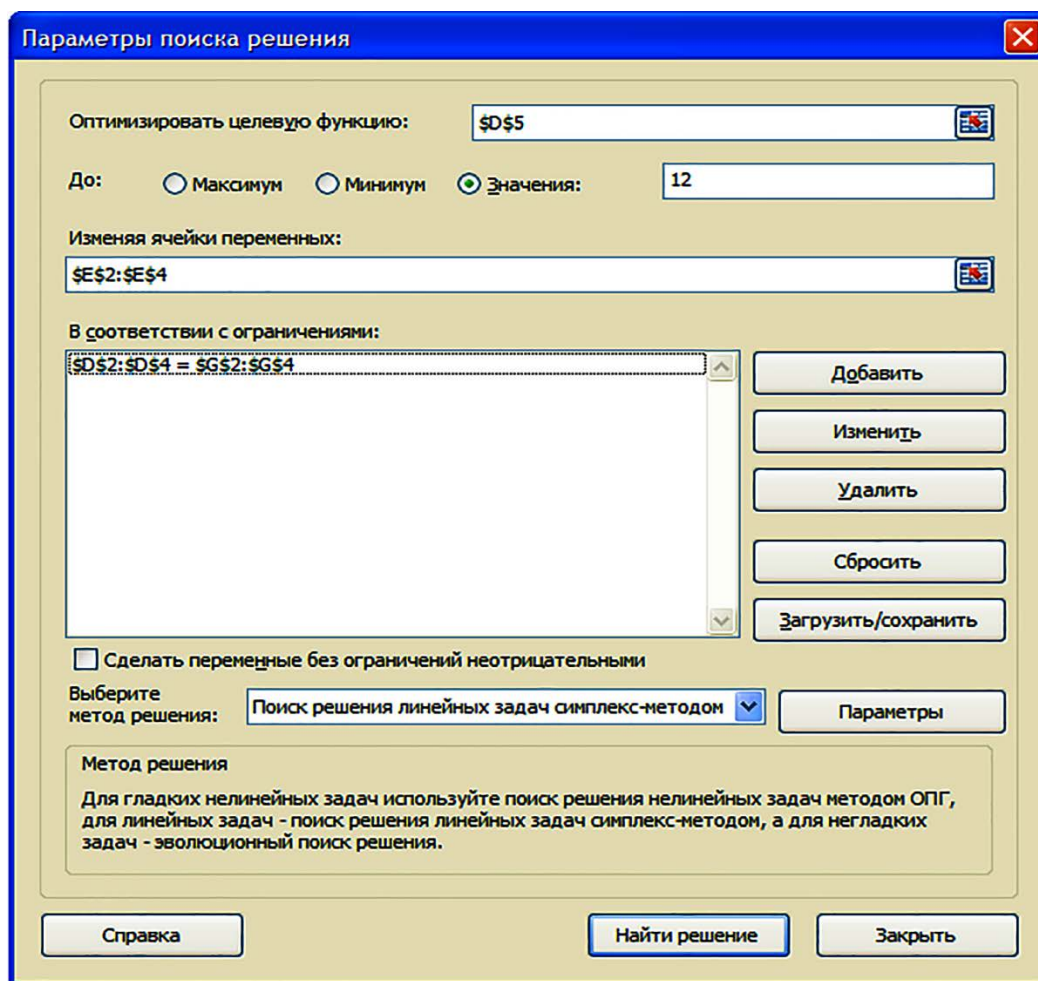 Параметры поиска решения
Оптимизировать целевую функцию: $D$5
До: Максимум Минимум Значения: 12
Изменяя ячейки переменных:
$E$2:$E$4
В соответствии с ограничениями:
$D$2:$D$4 = $G$2:$G$4
Добавить
Изменить
Удалить
Сбросить
Загрузить/сохранить
Сделать переменные без ограничений неотрицательными
Выберите
метод решения: Поиск решения линейных задач симплекс-методом Параметры
Метод решения
Для гладких нелинейных задач используйте поиск решения нелинейных задач методом ОПГ,
для линейных задач - поиск решения линейных задач симплекс-методом, а для негладких
задач - эволюционный поиск решения.
Справка Найти решение Закрыть